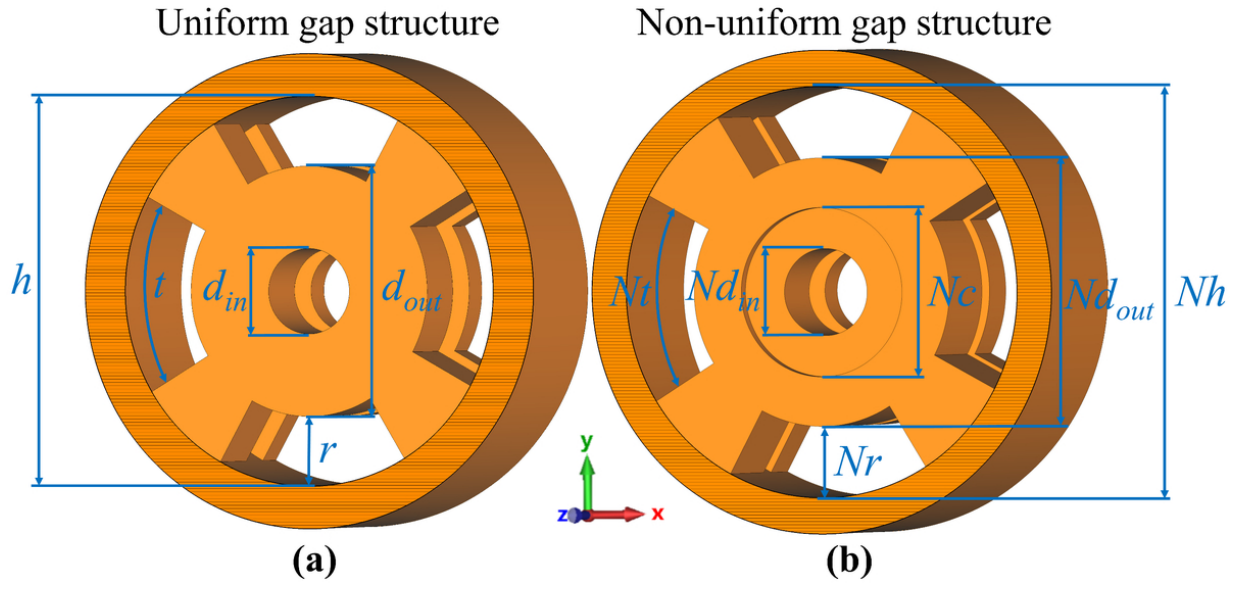 Uniform gap structure
Non-uniform gap structure
h
t
d_in
d_out
r
Nt
Nd_in
Nc
Nd_out
Nh
Nr
y
z
x
(a)
(b)